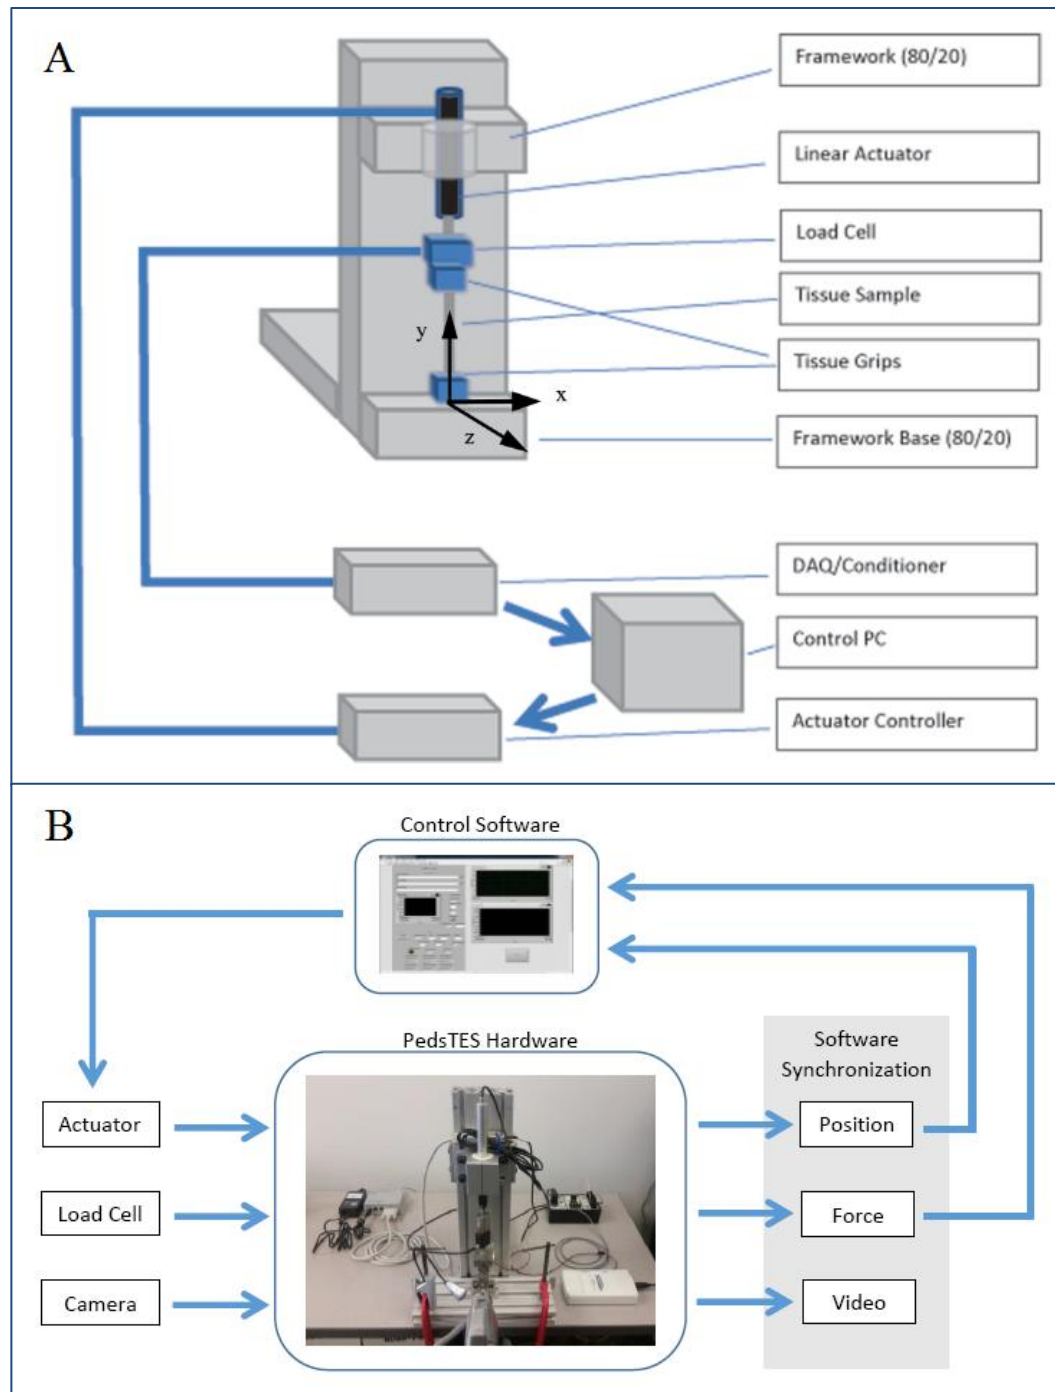 A
Framework (80/20)
Linear Actuator
Load Cell
Tissue Sample
Tissue Grips
Framework Base (80/20)
y
x
z
DAQ/Conditioner
Control PC
Actuator Controller
B
Control Software
PedsTES Hardware
Software
Synchronization
Actuator
Position
Load Cell
Force
Camera
Video